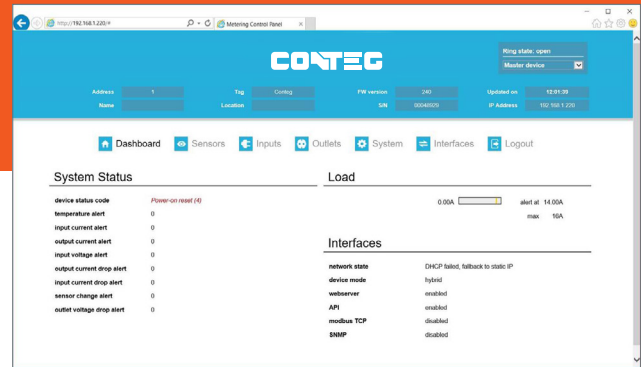 http://192.168.1.220/#
Metering Control Panel
CONTEG
Ring state: open
Master device
Address 1 Tag Conteg FW version 240 Updated on 12:01:39
Name Location S/N 00046929 IP Address 192.168.1.220
Dashboard Sensors Inputs Outlets System Interfaces Logout
System Status
device status code Power-on reset (4)
temperature alert 0
input current alert 0
output current alert 0
input voltage alert 0
output current drop alert 0
input current drop alert 0
sensor change alert 0
outlet voltage drop alert 0
Load
0.00A alert at 14.00A
max 16A
Interfaces
network state DHCP failed, fallback to static IP
device mode hybrid
webserver enabled
API enabled
modbus TCP disabled
SNMP disabled